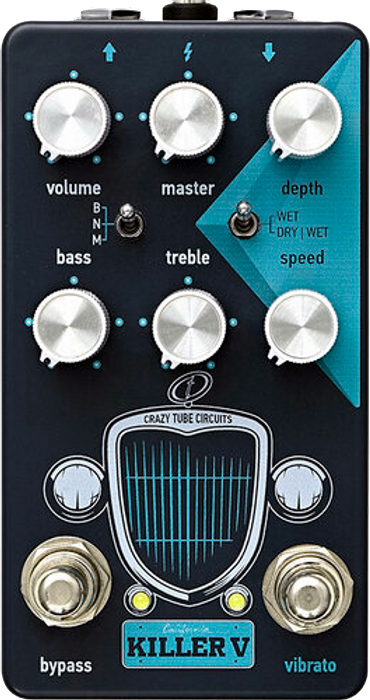 volume master depth
B
N
M
WET
DRY | WET
bass treble speed
CRAZY TUBE CIRCUITS
California
KILLER V
bypass vibrato